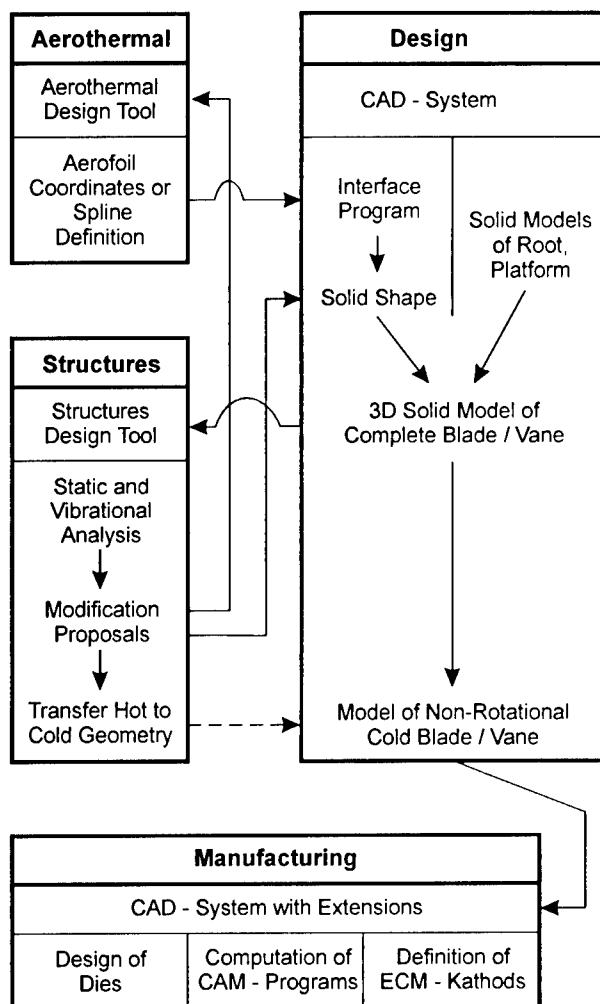 Aerothermal
Aerothermal
Design Tool
Aerofoil
Coordinates or
Spline
Definition
Design
CAD - System
Interface
Program
Solid Shape
Solid Models
of Root,
Platform
3D Solid Model of
Complete Blade / Vane
Model of Non-Rotational
Cold Blade / Vane
Structures
Structures
Design Tool
Static and
Vibrational
Analysis
Modification
Proposals
Transfer Hot to
Cold Geometry
Manufacturing
CAD - System with Extensions
Design of
Dies
Computation of
CAM - Programs
Definition of
ECM - Kathods